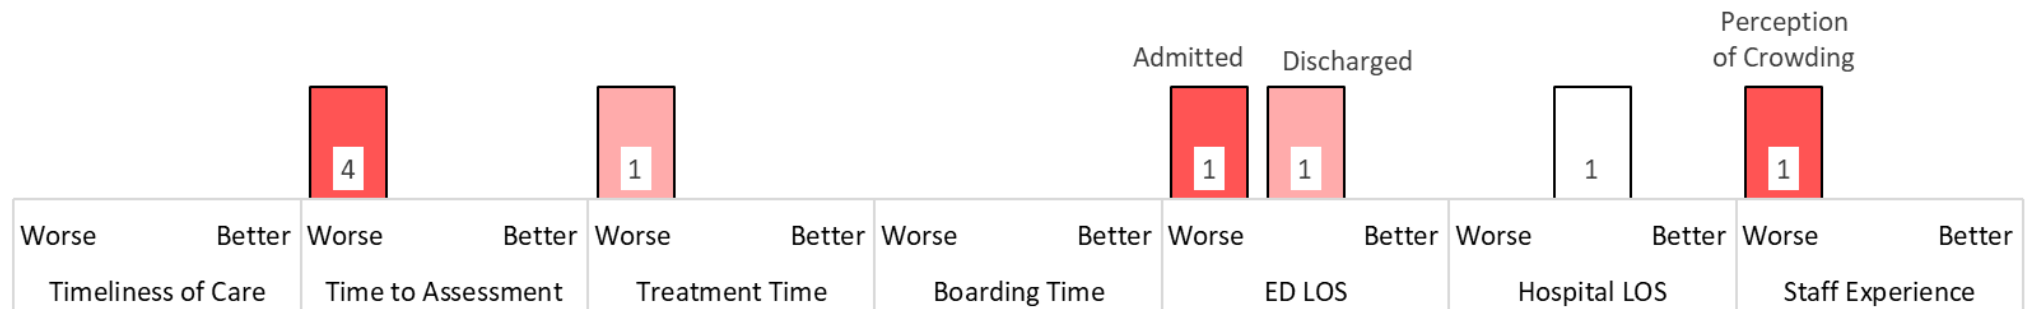 Perception
of Crowding
Admitted
Discharged
4
1
1
1
1
1
Worse Better Worse Better Worse Better Worse Better Worse Better Worse Better Worse Better
Timeliness of Care Time to Assessment Treatment Time Boarding Time ED LOS Hospital LOS Staff Experience